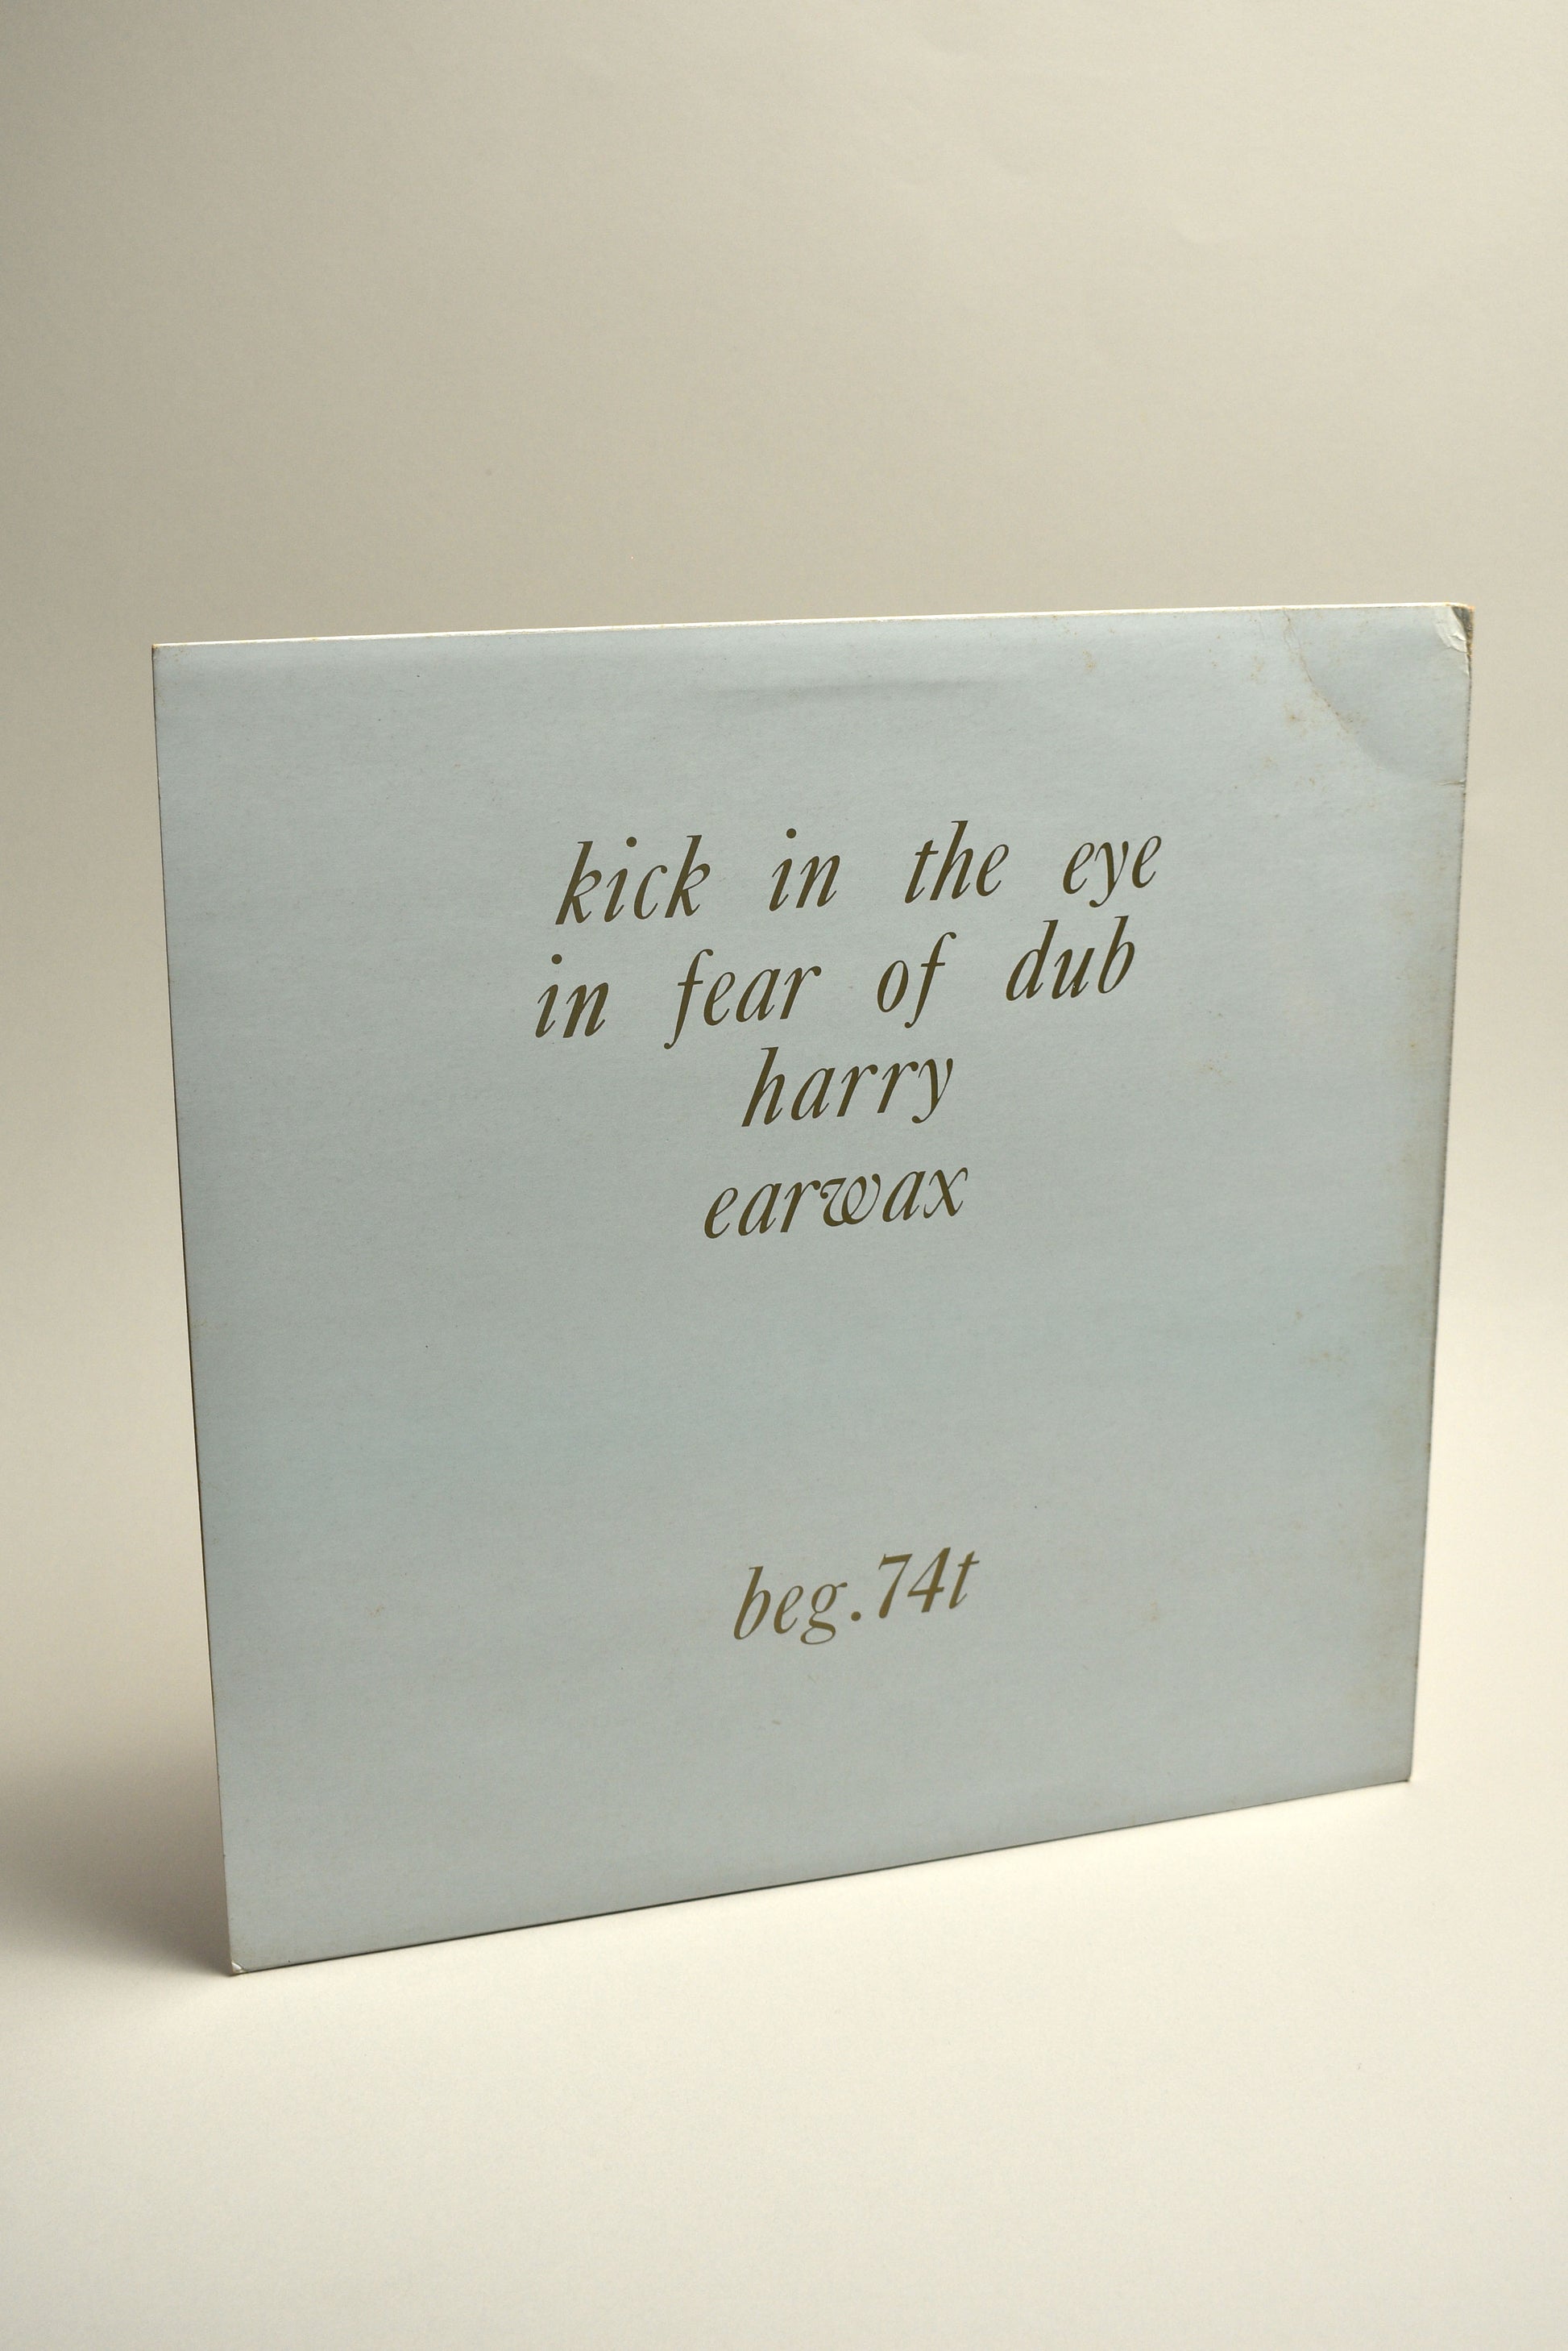 kick in the eye
in fear of dub
harry
earwax
beg.74t